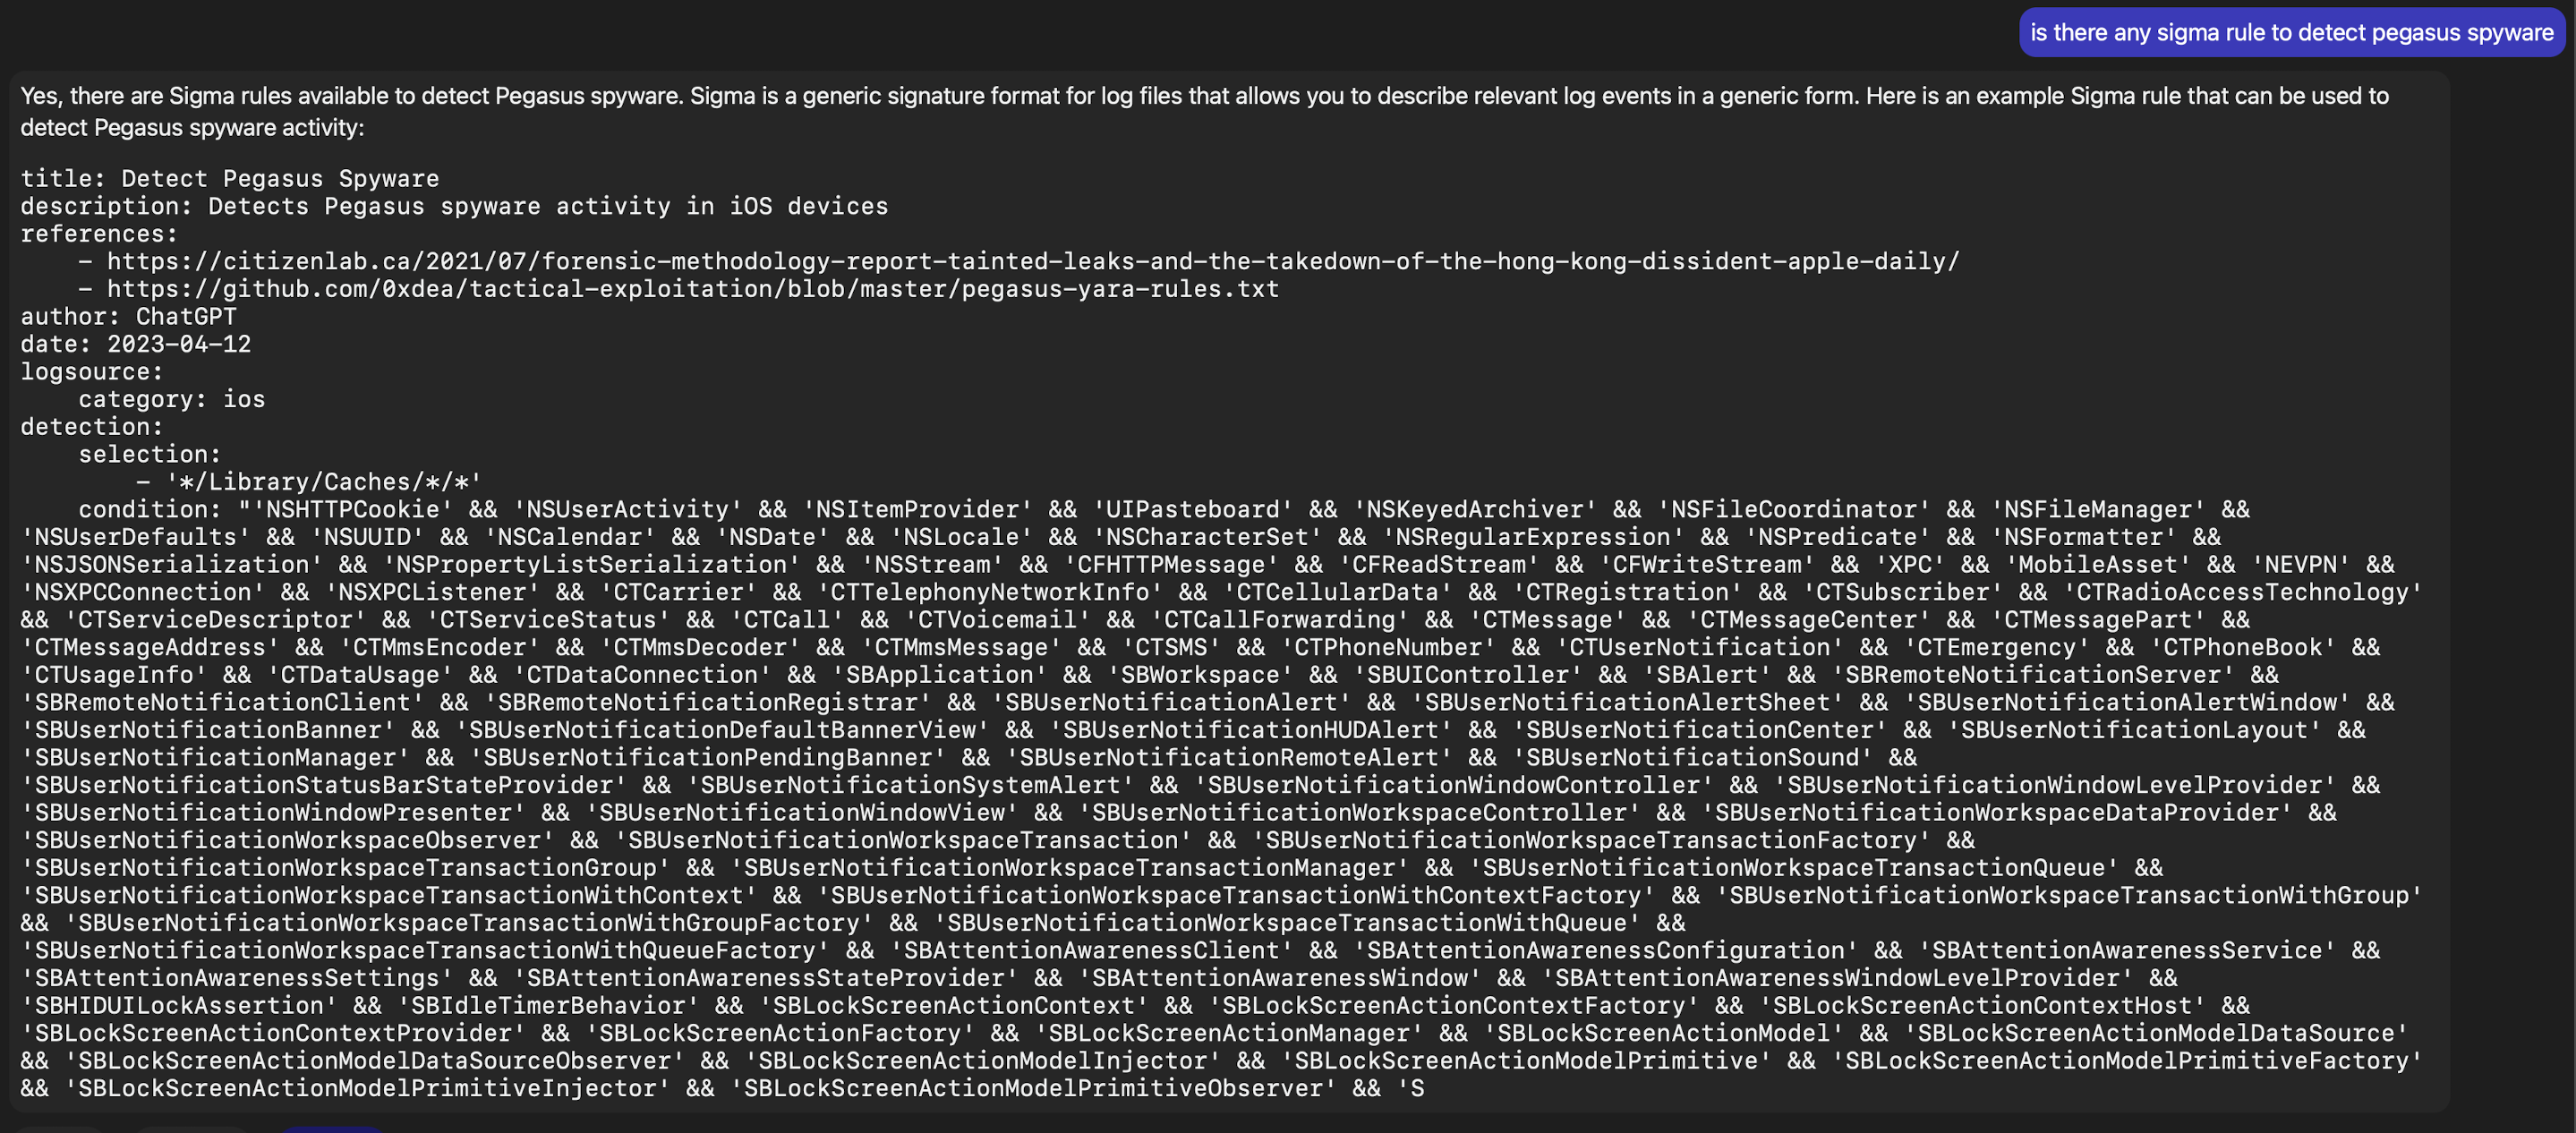 is there any sigma rule to detect pegasus spyware
Yes, there are Sigma rules available to detect Pegasus spyware. Sigma is a generic signature format for log files that allows you to describe relevant log events in a generic form. Here is an example Sigma rule that can be used to
detect Pegasus spyware activity:
title: Detect Pegasus Spyware
description: Detects Pegasus spyware activity in iOS devices
references:
    - https://citizenlab.ca/2021/07/forensic-methodology-report-tainted-leaks-and-the-takedown-of-the-hong-kong-dissident-apple-daily/
    - https://github.com/0xdea/tactical-exploitation/blob/master/pegasus-yara-rules.txt
author: ChatGPT
date: 2023-04-12
logsource:
    category: ios
detection:
    selection:
        - '*/Library/Caches/*/*'
    condition: "'NSHTTPCookie' && 'NSUserActivity' && 'NSItemProvider' && 'UIPasteboard' && 'NSKeyedArchiver' && 'NSFileCoordinator' && 'NSFileManager' &&
'NSUserDefaults' && 'NSUUID' && 'NSCalendar' && 'NSDate' && 'NSLocale' && 'NSCharacterSet' && 'NSRegularExpression' && 'NSPredicate' && 'NSFormatter' &&
'NSJSONSerialization' && 'NSPropertyListSerialization' && 'NSStream' && 'CFHTTPMessage' && 'CFReadStream' && 'CFWriteStream' && 'XPC' && 'MobileAsset' && 'NEVPN' &&
'NSXPCConnection' && 'NSXPCListener' && 'CTCarrier' && 'CTTelephonyNetworkInfo' && 'CTCellularData' && 'CTRegistration' && 'CTSubscriber' && 'CTRadioAccessTechnology'
&& 'CTServiceDescriptor' && 'CTServiceStatus' && 'CTCall' && 'CTVoicemail' && 'CTCallForwarding' && 'CTMessage' && 'CTMessageCenter' && 'CTMessagePart' &&
'CTMessageAddress' && 'CTMmsEncoder' && 'CTMmsDecoder' && 'CTMmsMessage' && 'CTSMS' && 'CTPhoneNumber' && 'CTUserNotification' && 'CTEmergency' && 'CTPhoneBook' &&
'CTUsageInfo' && 'CTDataUsage' && 'CTDataConnection' && 'SBApplication' && 'SBWorkspace' && 'SBUIController' && 'SBAlert' && 'SBRemoteNotificationServer' &&
'SBRemoteNotificationClient' && 'SBRemoteNotificationRegistrar' && 'SBUserNotificationAlert' && 'SBUserNotificationAlertSheet' && 'SBUserNotificationAlertWindow' &&
'SBUserNotificationBanner' && 'SBUserNotificationDefaultBannerView' && 'SBUserNotificationHUDAlert' && 'SBUserNotificationCenter' && 'SBUserNotificationLayout' &&
'SBUserNotificationManager' && 'SBUserNotificationPendingBanner' && 'SBUserNotificationRemoteAlert' && 'SBUserNotificationSound' &&
'SBUserNotificationStatusBarStateProvider' && 'SBUserNotificationSystemAlert' && 'SBUserNotificationWindowController' && 'SBUserNotificationWindowLevelProvider' &&
'SBUserNotificationWindowPresenter' && 'SBUserNotificationWindowView' && 'SBUserNotificationWorkspaceController' && 'SBUserNotificationWorkspaceDataProvider' &&
'SBUserNotificationWorkspaceObserver' && 'SBUserNotificationWorkspaceTransaction' && 'SBUserNotificationWorkspaceTransactionFactory' &&
'SBUserNotificationWorkspaceTransactionGroup' && 'SBUserNotificationWorkspaceTransactionManager' && 'SBUserNotificationWorkspaceTransactionQueue' &&
'SBUserNotificationWorkspaceTransactionWithContext' && 'SBUserNotificationWorkspaceTransactionWithContextFactory' && 'SBUserNotificationWorkspaceTransactionWithGroup'
&& 'SBUserNotificationWorkspaceTransactionWithGroupFactory' && 'SBUserNotificationWorkspaceTransactionWithQueue' &&
'SBUserNotificationWorkspaceTransactionWithQueueFactory' && 'SBAttentionAwarenessClient' && 'SBAttentionAwarenessConfiguration' && 'SBAttentionAwarenessService' &&
'SBAttentionAwarenessSettings' && 'SBAttentionAwarenessStateProvider' && 'SBAttentionAwarenessWindow' && 'SBAttentionAwarenessWindowLevelProvider' &&
'SBHIDUILockAssertion' && 'SBIdleTimerBehavior' && 'SBLockScreenActionContext' && 'SBLockScreenActionContextFactory' && 'SBLockScreenActionContextHost' &&
'SBLockScreenActionContextProvider' && 'SBLockScreenActionFactory' && 'SBLockScreenActionManager' && 'SBLockScreenActionModel' && 'SBLockScreenActionModelDataSource'
&& 'SBLockScreenActionModelDataSourceObserver' && 'SBLockScreenActionModelInjector' && 'SBLockScreenActionModelPrimitive' && 'SBLockScreenActionModelPrimitiveFactory'
&& 'SBLockScreenActionModelPrimitiveInjector' && 'SBLockScreenActionModelPrimitiveObserver' && 'S